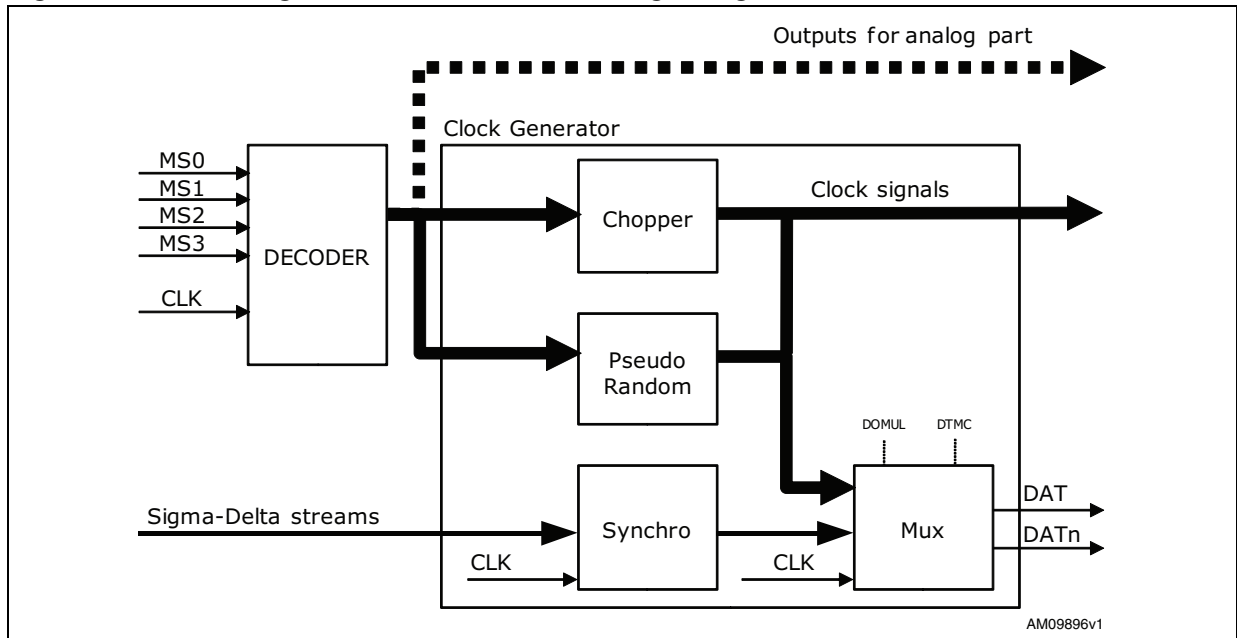 Outputs for analog part
Clock Generator
MS0
MS1
MS2
MS3
CLK
DECODER
Chopper
Clock signals
Pseudo
Random
DOMUL
DTMC
Sigma-Delta streams
Synchro
CLK
CLK
Mux
DAT
DATn
AM09896v1